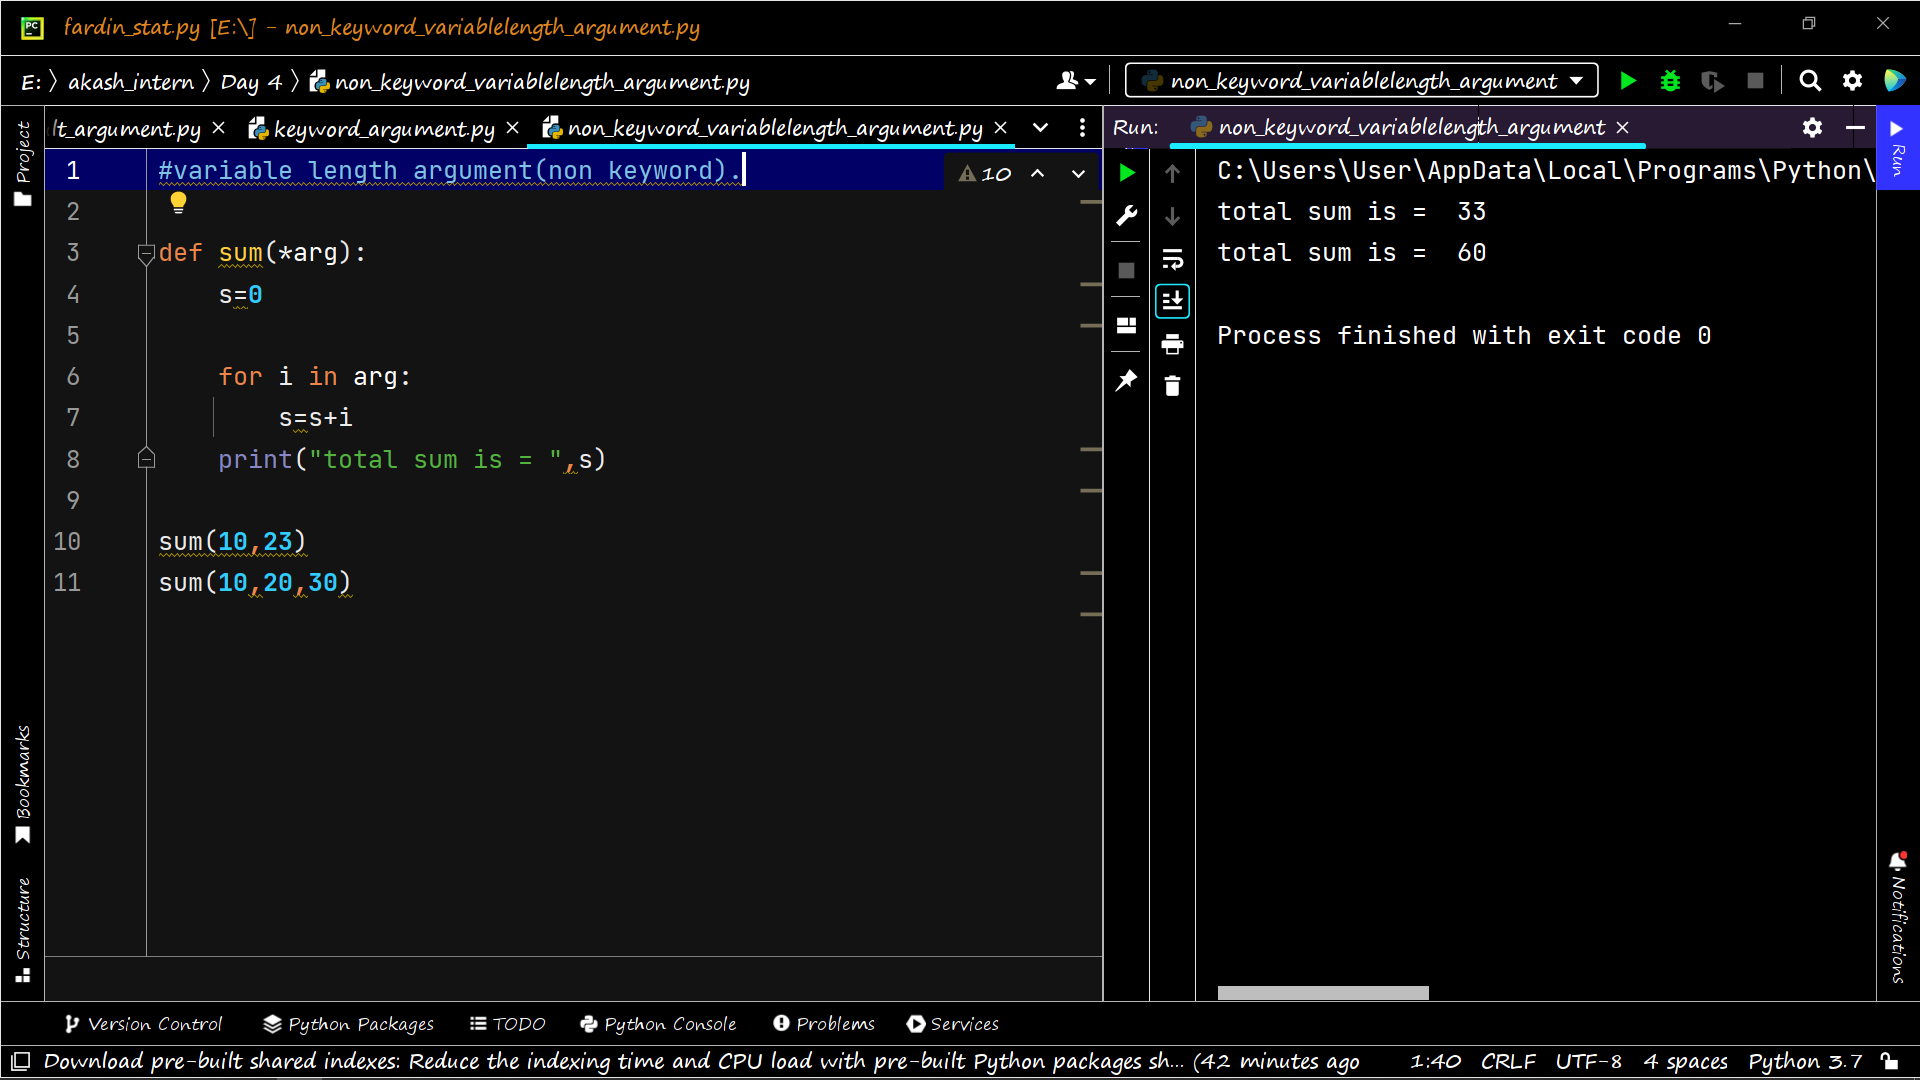 PC fardin_stat.py [E:\] - non_keyword_variablelength_argument.py
E: 〉 akash_intern 〉 Day 4 〉 non_keyword_variablelength_argument.py
non_keyword_variablelength_argument
lt_argument.py × keyword_argument.py × non_keyword_variablelength_argument.py ×
Run: non_keyword_variablelength_argument ×
Project
Bookmarks
Structure
1 #variable length argument(non keyword).
10
2
3 def sum(*arg):
4     s=0
5
6     for i in arg:
7         s=s+i
8     print("total sum is = ",s)
9
10 sum(10,23)
11 sum(10,20,30)
C:\Users\User\AppData\Local\Programs\Python\
total sum is =  33
total sum is =  60
Process finished with exit code 0
Run
Notifications
Version Control Python Packages TODO Python Console Problems Services
Download pre-built shared indexes: Reduce the indexing time and CPU load with pre-built Python packages sh... (42 minutes ago 1:40 CRLF UTF-8 4 spaces Python 3.7